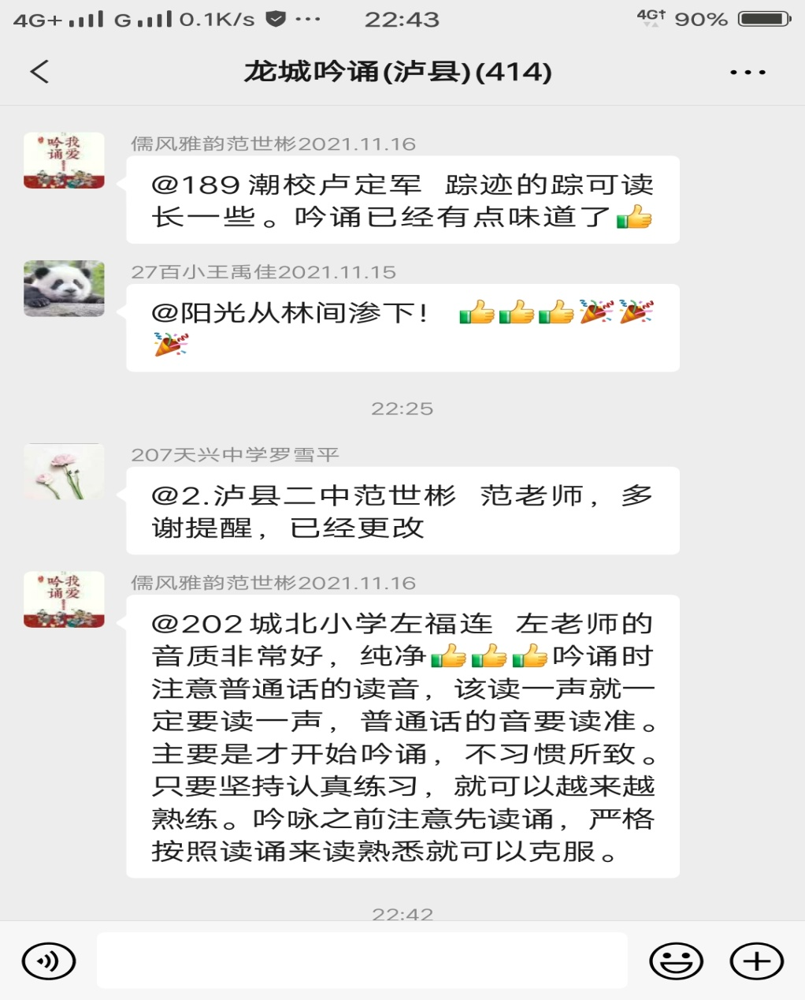 4G+ G 0.1K/s ... 22:43 4G† 90%
龙城吟诵(泸县)(414)
吟我
诵爱
儒风雅韵范世彬2021.11.16
@189潮校卢定军 踪迹的踪可读
长一些。吟诵已经有点味道了👍
27百小王禹佳2021.11.15
@阳光从林间渗下！ 👍👍👍🎉🎉
🎉
22:25
207天兴中学罗雪平
@2.泸县二中范世彬 范老师，多
谢提醒，已经更改
吟我
诵爱
儒风雅韵范世彬2021.11.16
@202城北小学左福连 左老师的
音质非常好，纯净👍👍👍吟诵时
注意普通话的读音，该读一声就一
定要读一声，普通话的音要读准。
主要是才开始吟诵，不习惯所致。
只要坚持认真练习，就可以越来越
熟练。吟咏之前注意先读诵，严格
按照读诵来读熟悉就可以克服。
22:42